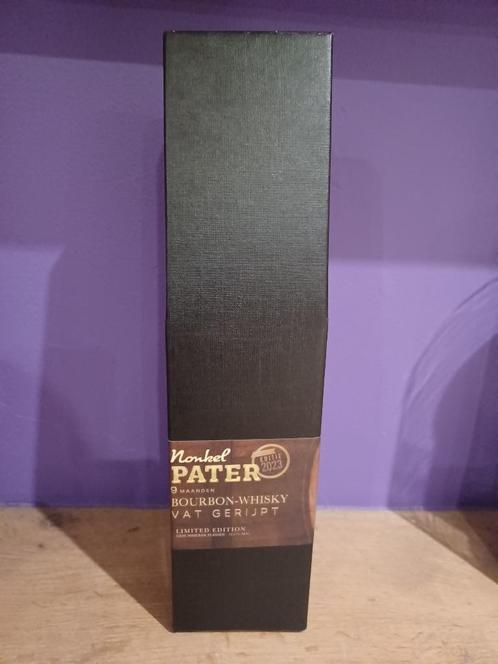 Nonkel
PATER
EDITIE
2023
9 MAANDEN
BOURBON-WHISKY
VAT GERIJPT
LIMITED EDITION